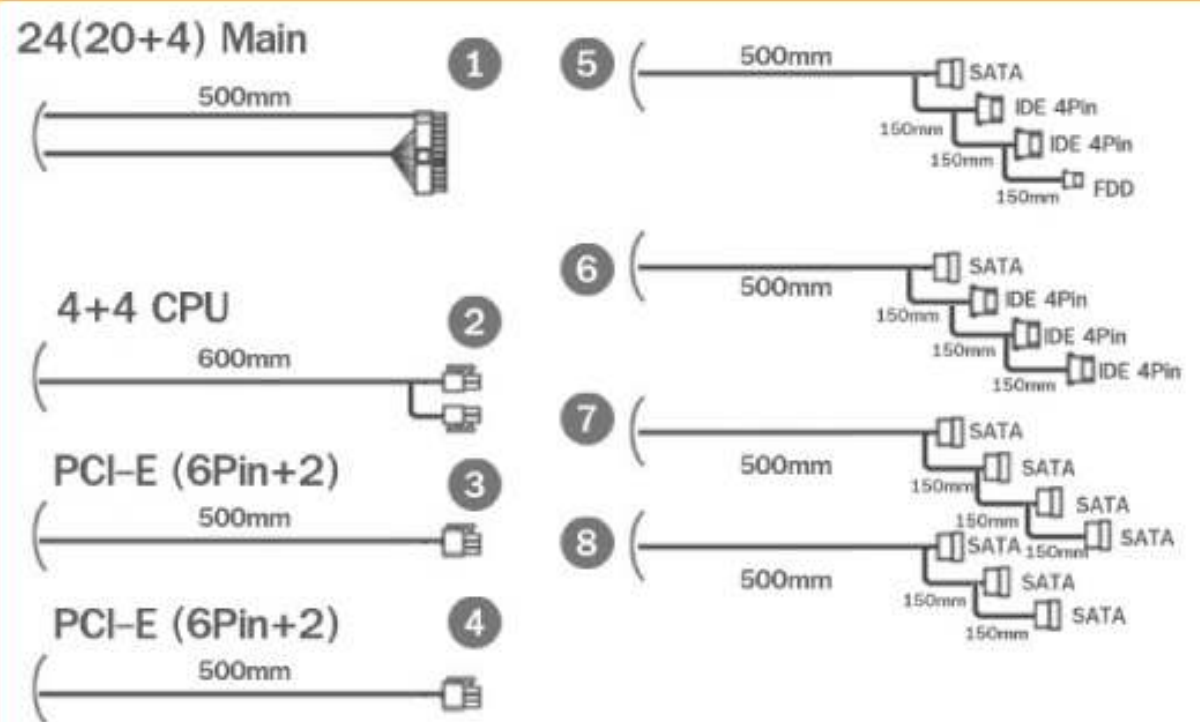 24(20+4) Main
1
500mm
4+4 CPU
2
600mm
PCI-E (6Pin+2)
3
500mm
PCI-E (6Pin+2)
4
500mm
5
500mm
SATA
150mm
IDE 4Pin
150mm
IDE 4Pin
150mm
FDD
6
500mm
SATA
150mm
IDE 4Pin
150mm
IDE 4Pin
150mm
IDE 4Pin
7
500mm
SATA
150mm
SATA
150mm
SATA
150mm
SATA
8
500mm
SATA
150mm
SATA
150mm
SATA